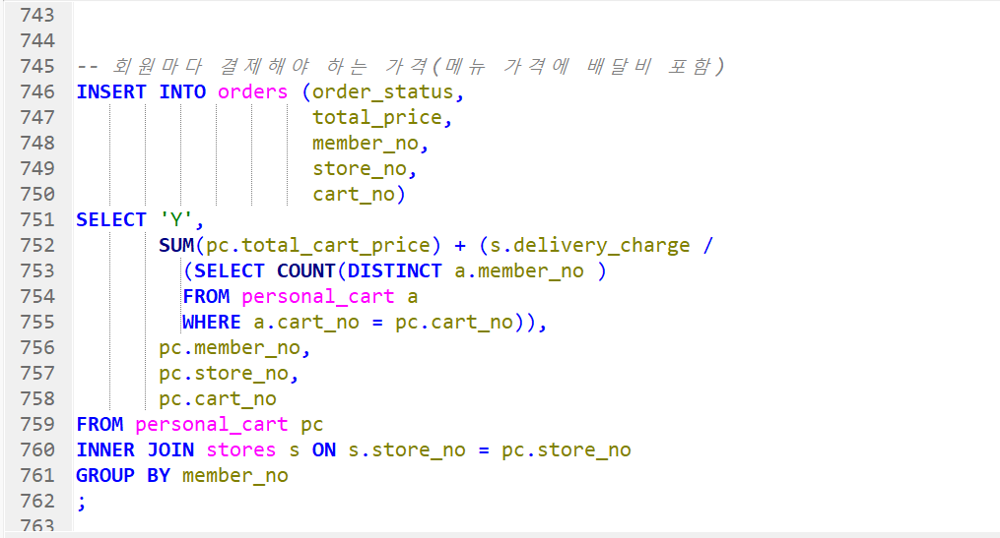 743
744
745 -- 회원마다 결제해야 하는 가격(메뉴 가격에 배달비 포함)
746 INSERT INTO orders (order_status,
747 total_price,
748 member_no,
749 store_no,
750 cart_no)
751 SELECT 'Y',
752 SUM(pc.total_cart_price) + (s.delivery_charge /
753 (SELECT COUNT(DISTINCT a.member_no )
754 FROM personal_cart a
755 WHERE a.cart_no = pc.cart_no)),
756 pc.member_no,
757 pc.store_no,
758 pc.cart_no
759 FROM personal_cart pc
760 INNER JOIN stores s ON s.store_no = pc.store_no
761 GROUP BY member_no
762 ;
763